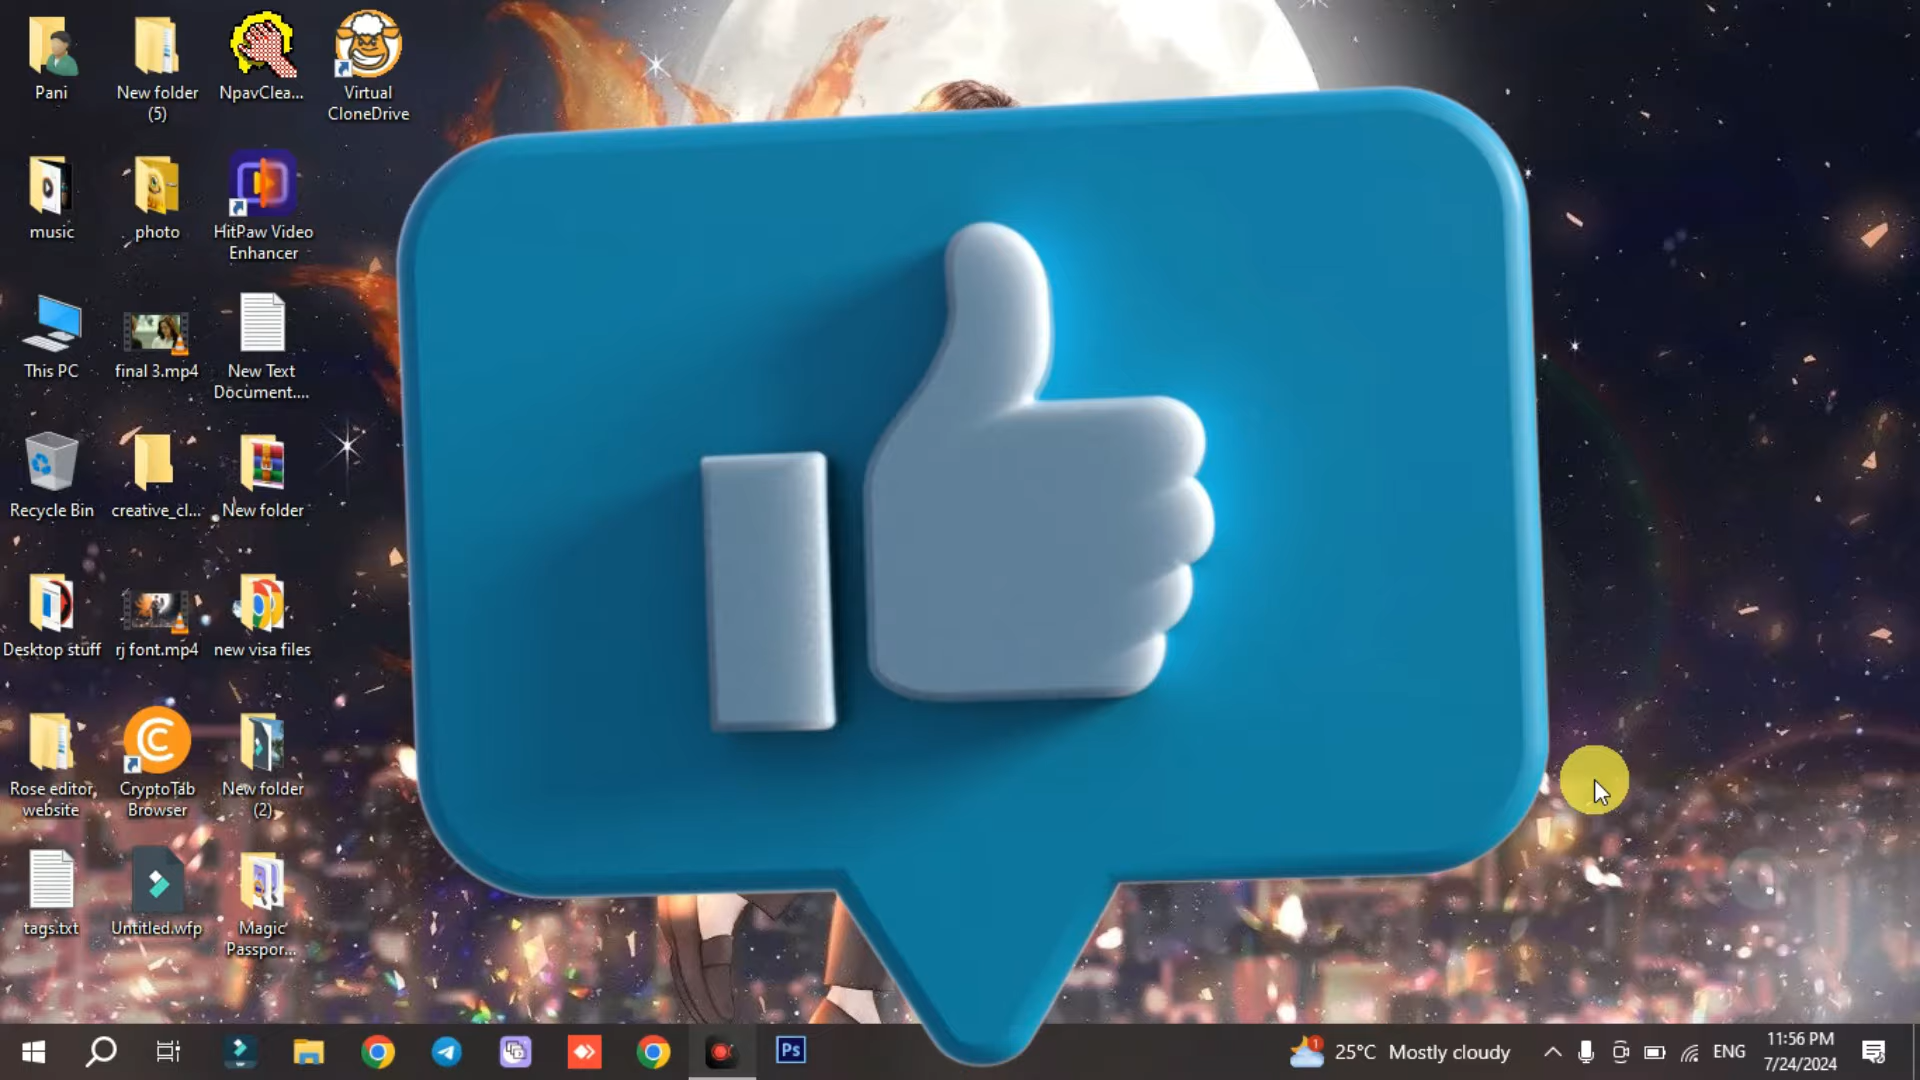 Pani
New folder
(5)
NpavClea...
Virtual
CloneDrive
music
photo
HitPaw Video
Enhancer
This PC
final 3.mp4
New Text
Document....
Recycle Bin
creative_cl...
New folder
Desktop stuff
rj font.mp4
new visa files
Rose editor
website
CryptoTab
Browser
New folder
(2)
tags.txt
Untitled.wfp
Magic
Passpor...
Ps
1
25°C Mostly cloudy
ENG
11:56 PM
7/24/2024